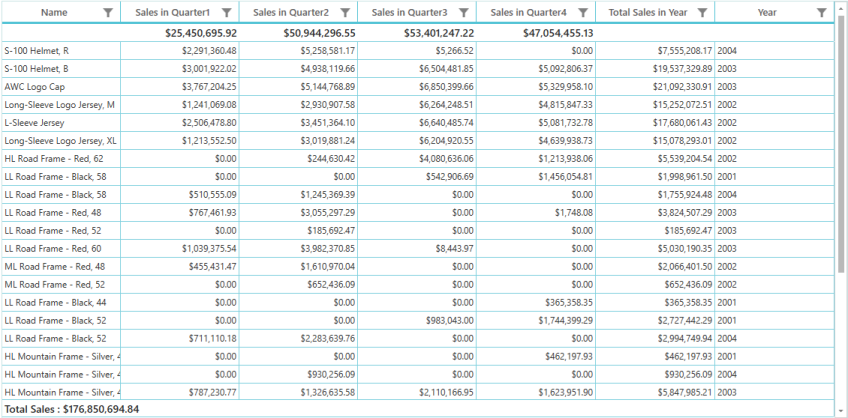 Name Sales in Quarter1 Sales in Quarter2 Sales in Quarter3 Sales in Quarter4 Total Sales in Year Year
$25,450,695.92 $50,944,296.55 $53,401,247.22 $47,054,455.13
S-100 Helmet, R $2,291,360.48 $5,258,581.17 $5,266.52 $0.00 $7,555,208.17 2004
S-100 Helmet, B $3,001,922.02 $4,938,119.66 $6,504,481.85 $5,092,806.37 $19,537,329.89 2003
AWC Logo Cap $3,767,204.25 $5,144,768.89 $6,850,399.66 $5,329,958.10 $21,092,330.91 2003
Long-Sleeve Logo Jersey, M $1,241,069.08 $2,930,907.58 $6,264,248.51 $4,815,847.33 $15,252,072.51 2002
L-Sleeve Jersey $2,506,478.80 $3,451,364.10 $6,640,485.74 $5,081,732.78 $17,680,061.43 2002
Long-Sleeve Logo Jersey, XL $1,213,552.50 $3,019,881.24 $6,204,920.55 $4,639,938.73 $15,078,293.01 2002
HL Road Frame - Red, 62 $0.00 $244,630.42 $4,080,636.06 $1,213,938.06 $5,539,204.54 2002
LL Road Frame - Black, 58 $0.00 $0.00 $542,906.69 $1,456,054.81 $1,998,961.50 2001
LL Road Frame - Black, 58 $510,555.09 $1,245,369.39 $0.00 $0.00 $1,755,924.48 2004
LL Road Frame - Red, 48 $767,461.93 $3,055,297.29 $0.00 $1,748.08 $3,824,507.29 2003
LL Road Frame - Red, 52 $0.00 $185,692.47 $0.00 $0.00 $185,692.47 2003
LL Road Frame - Red, 60 $1,039,375.54 $3,982,370.85 $8,443.97 $0.00 $5,030,190.35 2003
ML Road Frame - Red, 48 $455,431.47 $1,610,970.04 $0.00 $0.00 $2,066,401.50 2002
ML Road Frame - Red, 52 $0.00 $652,436.09 $0.00 $0.00 $652,436.09 2002
LL Road Frame - Black, 44 $0.00 $0.00 $0.00 $365,358.35 $365,358.35 2001
LL Road Frame - Black, 52 $0.00 $0.00 $983,043.00 $1,744,399.29 $2,727,442.29 2001
LL Road Frame - Black, 52 $711,110.18 $2,283,639.76 $0.00 $0.00 $2,994,749.94 2004
HL Mountain Frame - Silver, $0.00 $0.00 $0.00 $462,197.93 $462,197.93 2001
HL Mountain Frame - Silver, $0.00 $930,256.09 $0.00 $0.00 $930,256.09 2004
HL Mountain Frame - Silver, $787,230.77 $1,326,635.58 $2,110,166.95 $1,623,951.90 $5,847,985.21 2003
Total Sales : $176,850,694.84